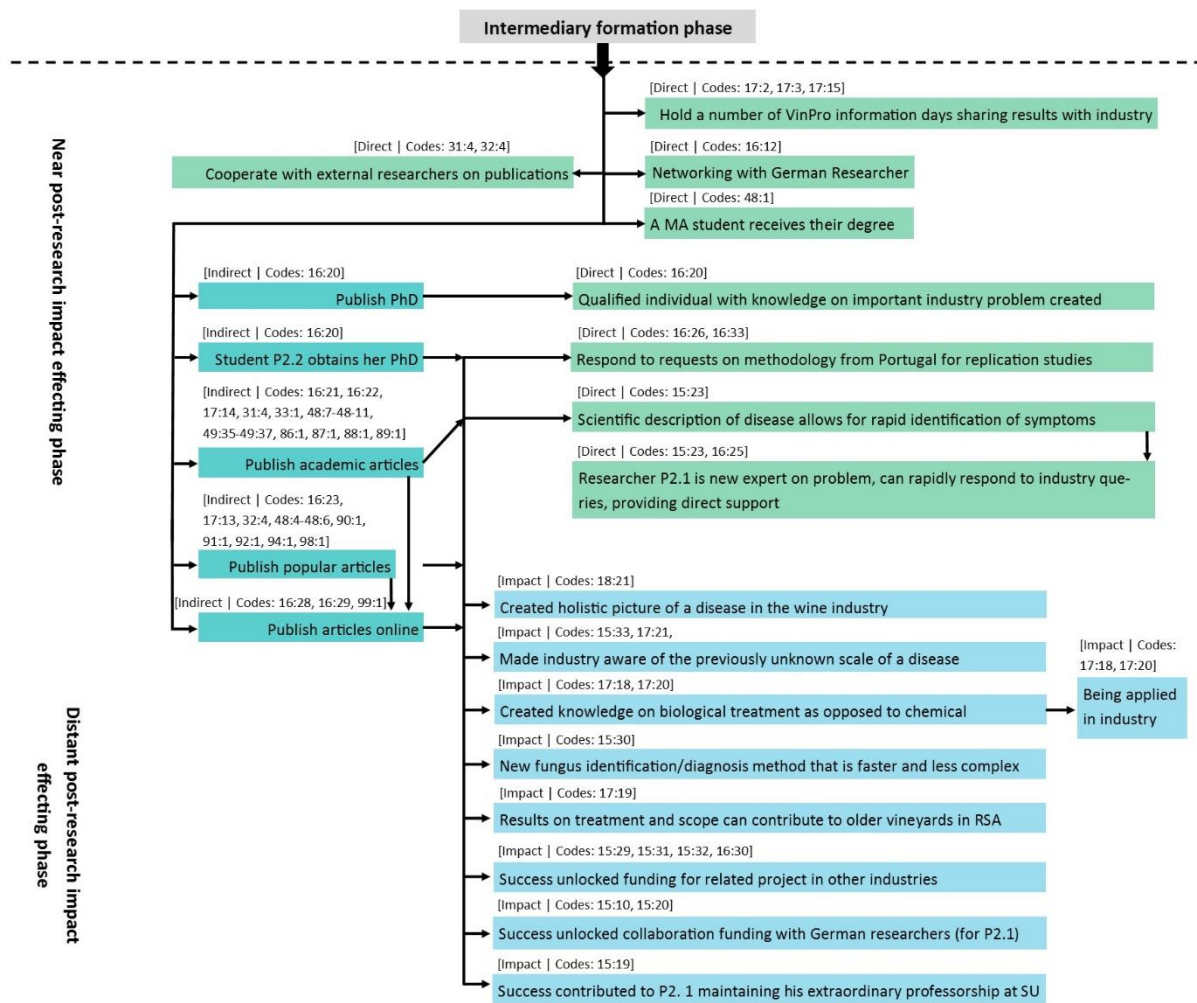 Intermediary formation phase
Near post-research impact effecting phase
[Direct | Codes: 17:2, 17:3, 17:15]
Hold a number of VinPro information days sharing results with industry
[Direct | Codes: 31:4, 32:4]
Cooperate with external researchers on publications
[Direct | Codes: 16:12]
Networking with German Researcher
[Direct | Codes: 48:1]
A MA student receives their degree
[Indirect | Codes: 16:20]
Publish PhD
[Direct | Codes: 16:20]
Qualified individual with knowledge on important industry problem created
[Indirect | Codes: 16:20]
Student P2.2 obtains her PhD
[Direct | Codes: 16:26, 16:33]
Respond to requests on methodology from Portugal for replication studies
[Indirect | Codes: 16:21, 16:22,
17:14, 31:4, 33:1, 48:7-48-11,
49:35-49:37, 86:1, 87:1, 88:1, 89:1]
Publish academic articles
[Direct | Codes: 15:23]
Scientific description of disease allows for rapid identification of symptoms
[Direct | Codes: 15:23, 16:25]
Researcher P2.1 is new expert on problem, can rapidly respond to industry que-
ries, providing direct support
[Indirect | Codes: 16:23,
17:13, 32:4, 48:4-48:6, 90:1,
91:1, 92:1, 94:1, 98:1]
Publish popular articles
[Indirect | Codes: 16:28, 16:29, 99:1]
Publish articles online
Distant post-research impact
effecting phase
[Impact | Codes: 18:21]
Created holistic picture of a disease in the wine industry
[Impact | Codes: 15:33, 17:21,
Made industry aware of the previously unknown scale of a disease
[Impact | Codes: 17:18, 17:20]
Created knowledge on biological treatment as opposed to chemical
[Impact | Codes:
17:18, 17:20]
Being applied
in industry
[Impact | Codes: 15:30]
New fungus identification/diagnosis method that is faster and less complex
[Impact | Codes: 17:19]
Results on treatment and scope can contribute to older vineyards in RSA
[Impact | Codes: 15:29, 15:31, 15:32, 16:30]
Success unlocked funding for related project in other industries
[Impact | Codes: 15:10, 15:20]
Success unlocked collaboration funding with German researchers (for P2.1)
[Impact | Codes: 15:19]
Success contributed to P2. 1 maintaining his extraordinary professorship at SU